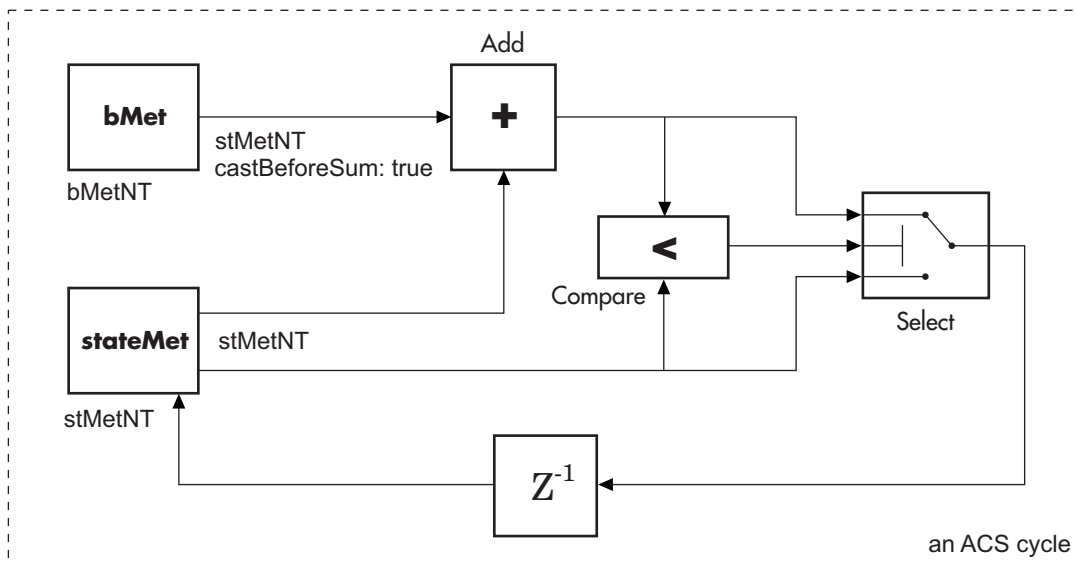 Add
bMet
+
stMetNT
castBeforeSum: true
bMetNT
<
Compare
Select
stateMet
stMetNT
stMetNT
Z-1
an ACS cycle